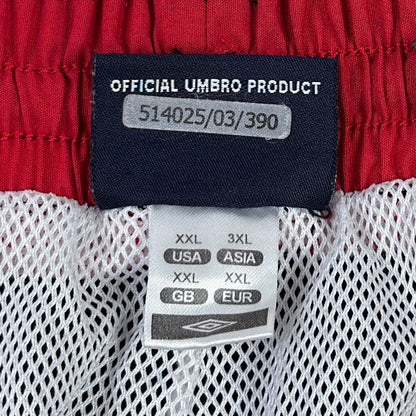 OFFICIAL UMBRO PRODUCT
514025/03/390
XXL 3XL
USA ASIA
XXL XXL
GB EUR